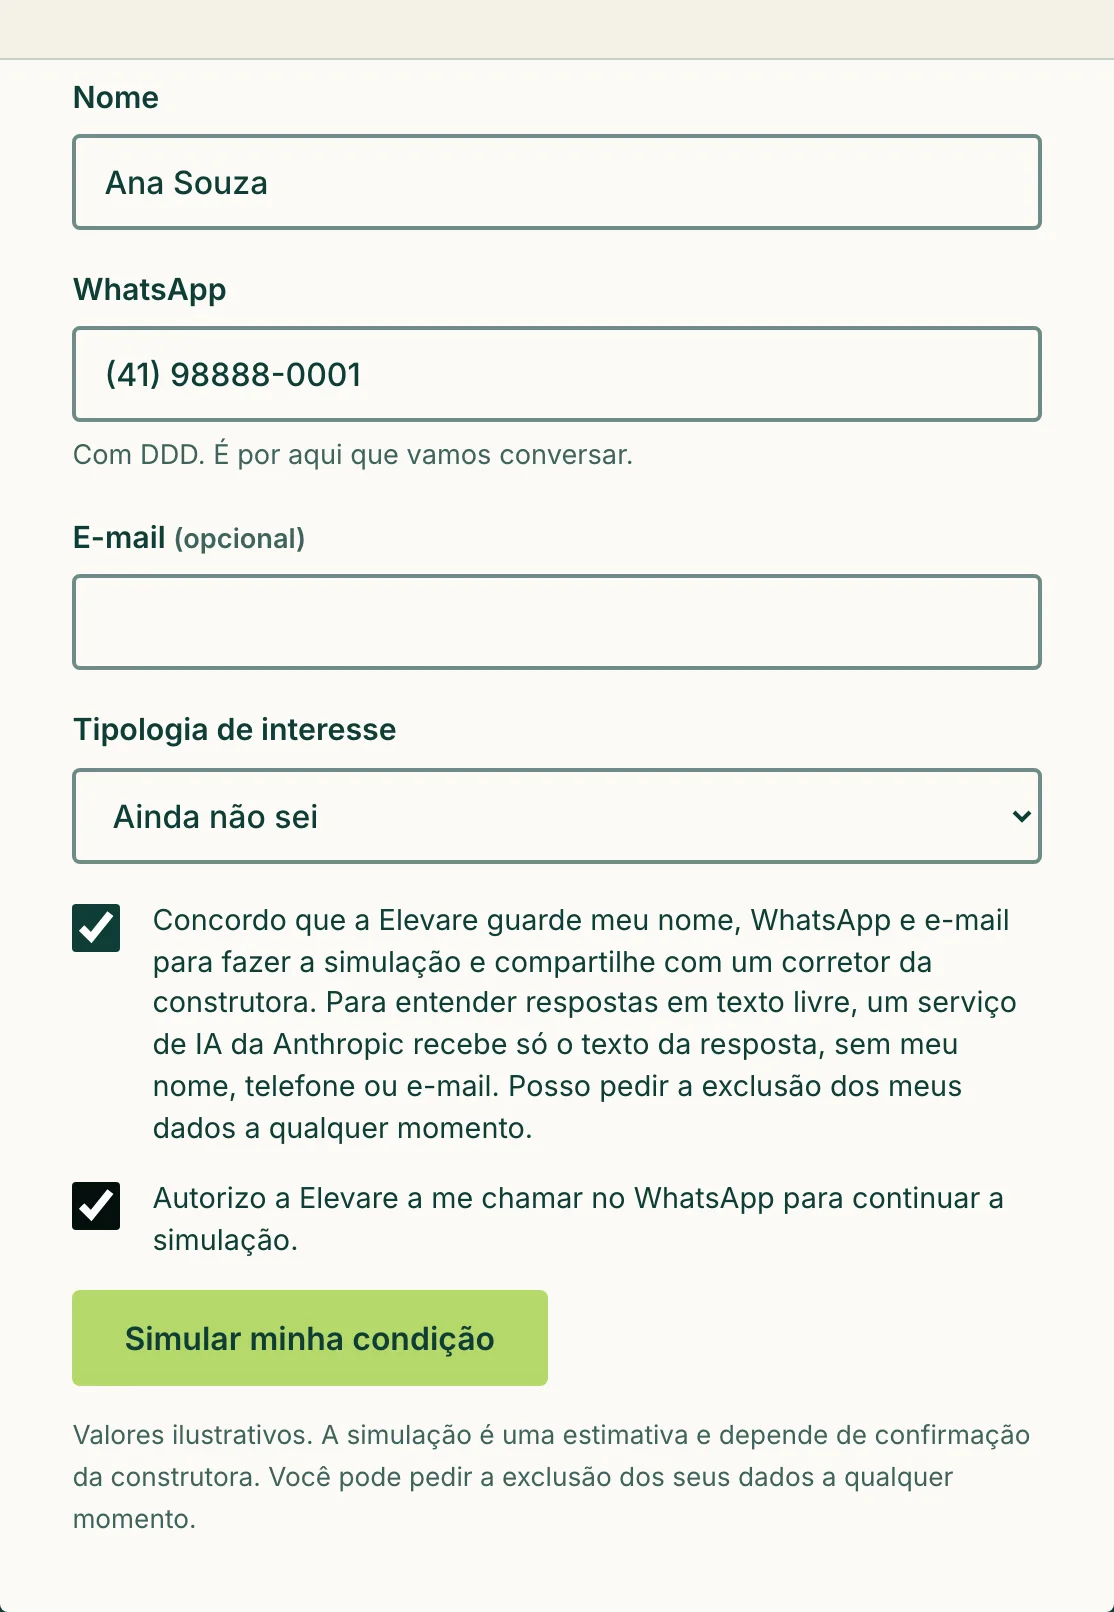 Nome
Ana Souza
WhatsApp
(41) 98888-0001
Com DDD. É por aqui que vamos conversar.
E-mail (opcional)
Tipologia de interesse
Ainda não sei
Concordo que a Elevare guarde meu nome, WhatsApp e e-mail
para fazer a simulação e compartilhe com um corretor da
construtora. Para entender respostas em texto livre, um serviço
de IA da Anthropic recebe só o texto da resposta, sem meu
nome, telefone ou e-mail. Posso pedir a exclusão dos meus
dados a qualquer momento.
Autorizo a Elevare a me chamar no WhatsApp para continuar a
simulação.
Simular minha condição
Valores ilustrativos. A simulação é uma estimativa e depende de confirmação
da construtora. Você pode pedir a exclusão dos seus dados a qualquer
momento.